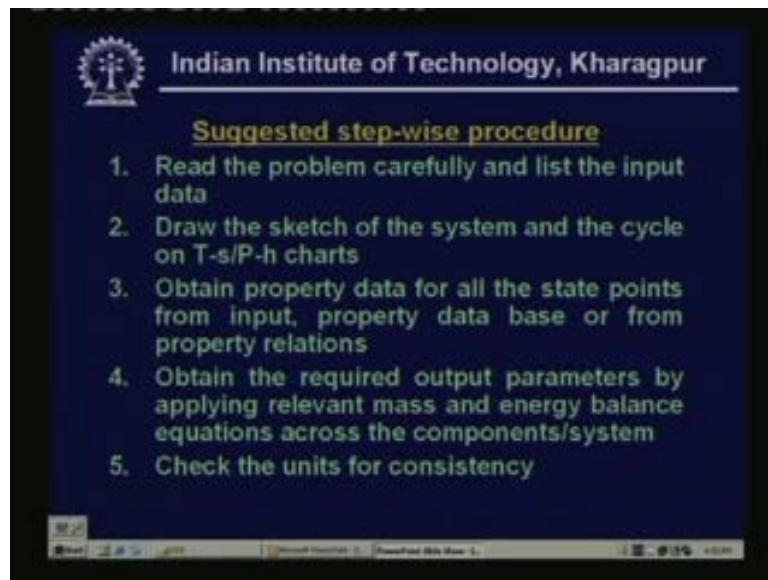 Indian Institute of Technology, Kharagpur
Suggested step-wise procedure
1. Read the problem carefully and list the input
data
2. Draw the sketch of the system and the cycle
on T-s/P-h charts
3. Obtain property data for all the state points
from input, property data base or from
property relations
4. Obtain the required output parameters by
applying relevant mass and energy balance
equations across the components/system
5. Check the units for consistency